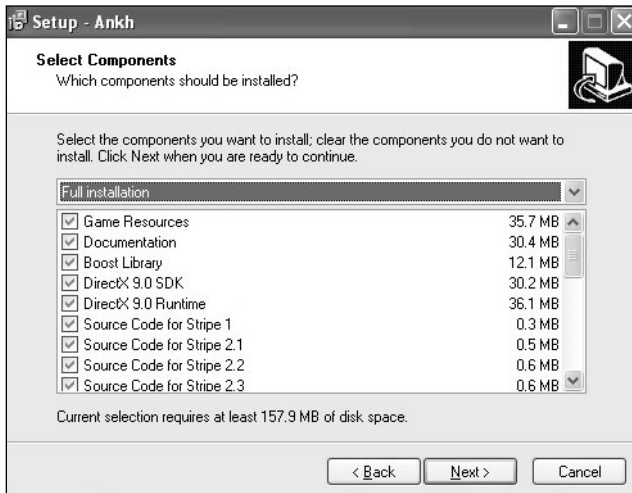 Setup - Ankh
Select Components
Which components should be installed?
Select the components you want to install; clear the components you do not want to
install. Click Next when you are ready to continue.
Full installation
Game Resources 35.7 MB
Documentation 30.4 MB
Boost Library 12.1 MB
DirectX 9.0 SDK 30.2 MB
DirectX 9.0 Runtime 36.1 MB
Source Code for Stripe 1 0.3 MB
Source Code for Stripe 2.1 0.5 MB
Source Code for Stripe 2.2 0.6 MB
Source Code for Stripe 2.3 0.6 MB
Current selection requires at least 157.9 MB of disk space.
< Back Next > Cancel